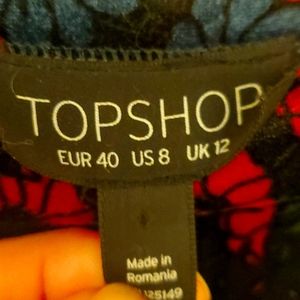 TOPSHOP
EUR 40 US 8 UK 12
Made in
Romania